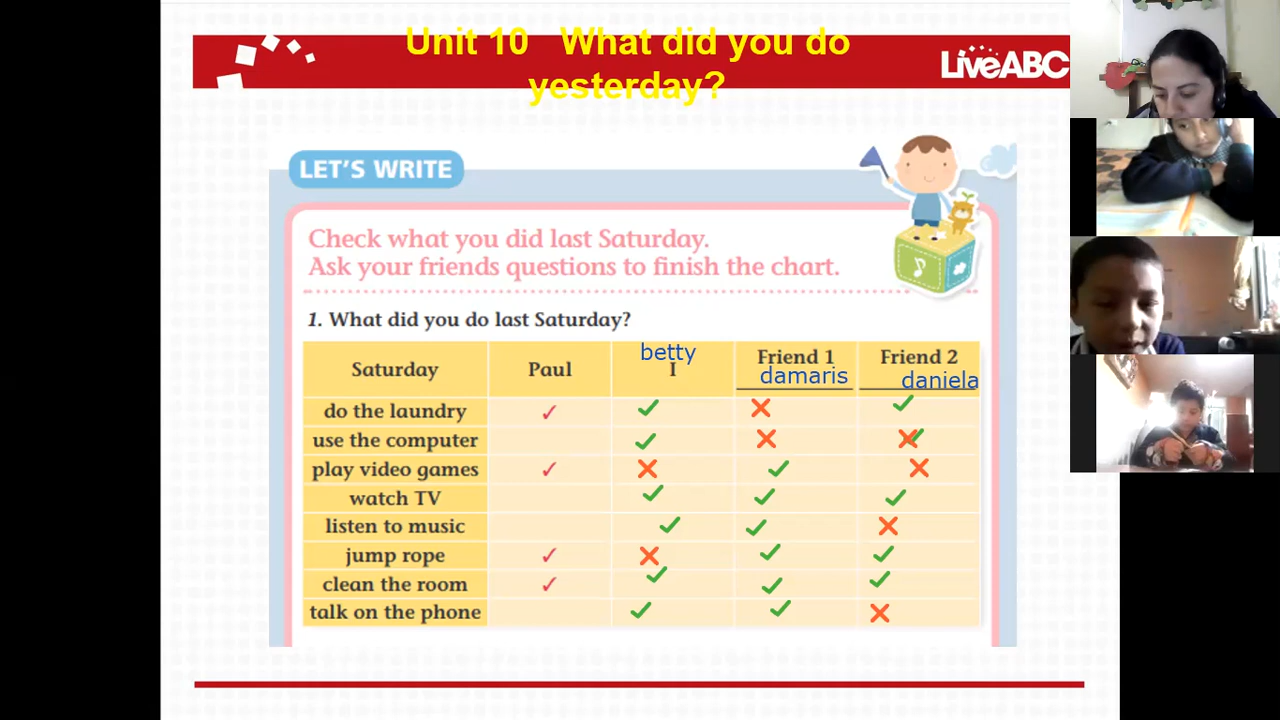 Unit 10 What did you do
yesterday?
LiveABC
LET'S WRITE
Check what you did last Saturday.
Ask your friends questions to finish the chart.
1. What did you do last Saturday?
Saturday Paul betty I Friend 1 damaris Friend 2 daniela
do the laundry ✓ ✓ ✗ ✓
use the computer ✓ ✗ ✗✓
play video games ✓ ✗ ✓ ✗
watch TV ✓ ✓ ✓
listen to music ✓ ✓ ✗
jump rope ✓ ✗ ✓ ✓
clean the room ✓ ✓ ✓ ✓
talk on the phone ✓ ✓ ✗